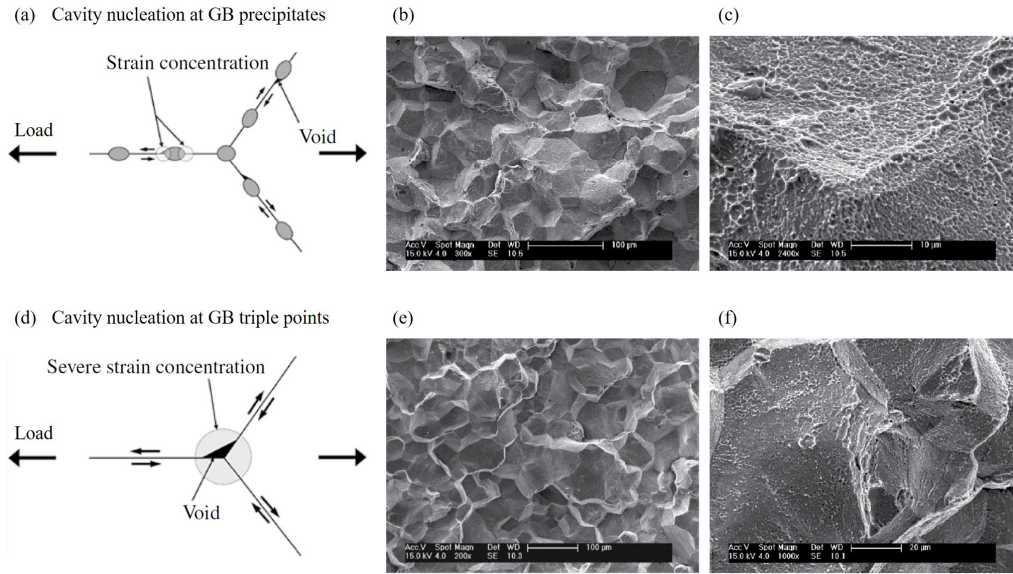 (a) Cavity nucleation at GB precipitates
Strain concentration
Load
Void
(b)
Acc.V Spot Magn Det WD 100 µm
15.0 kV 4.0 300x SE 10.5
(c)
Acc.V Spot Magn Det WD 10 µm
15.0 kV 4.0 2400x SE 10.5
(d) Cavity nucleation at GB triple points
Severe strain concentration
Load
Void
(e)
Acc.V Spot Magn Det WD 100 µm
15.0 kV 4.0 200x SE 10.3
(f)
Acc.V Spot Magn Det WD 20 µm
15.0 kV 4.0 1000x SE 10.1